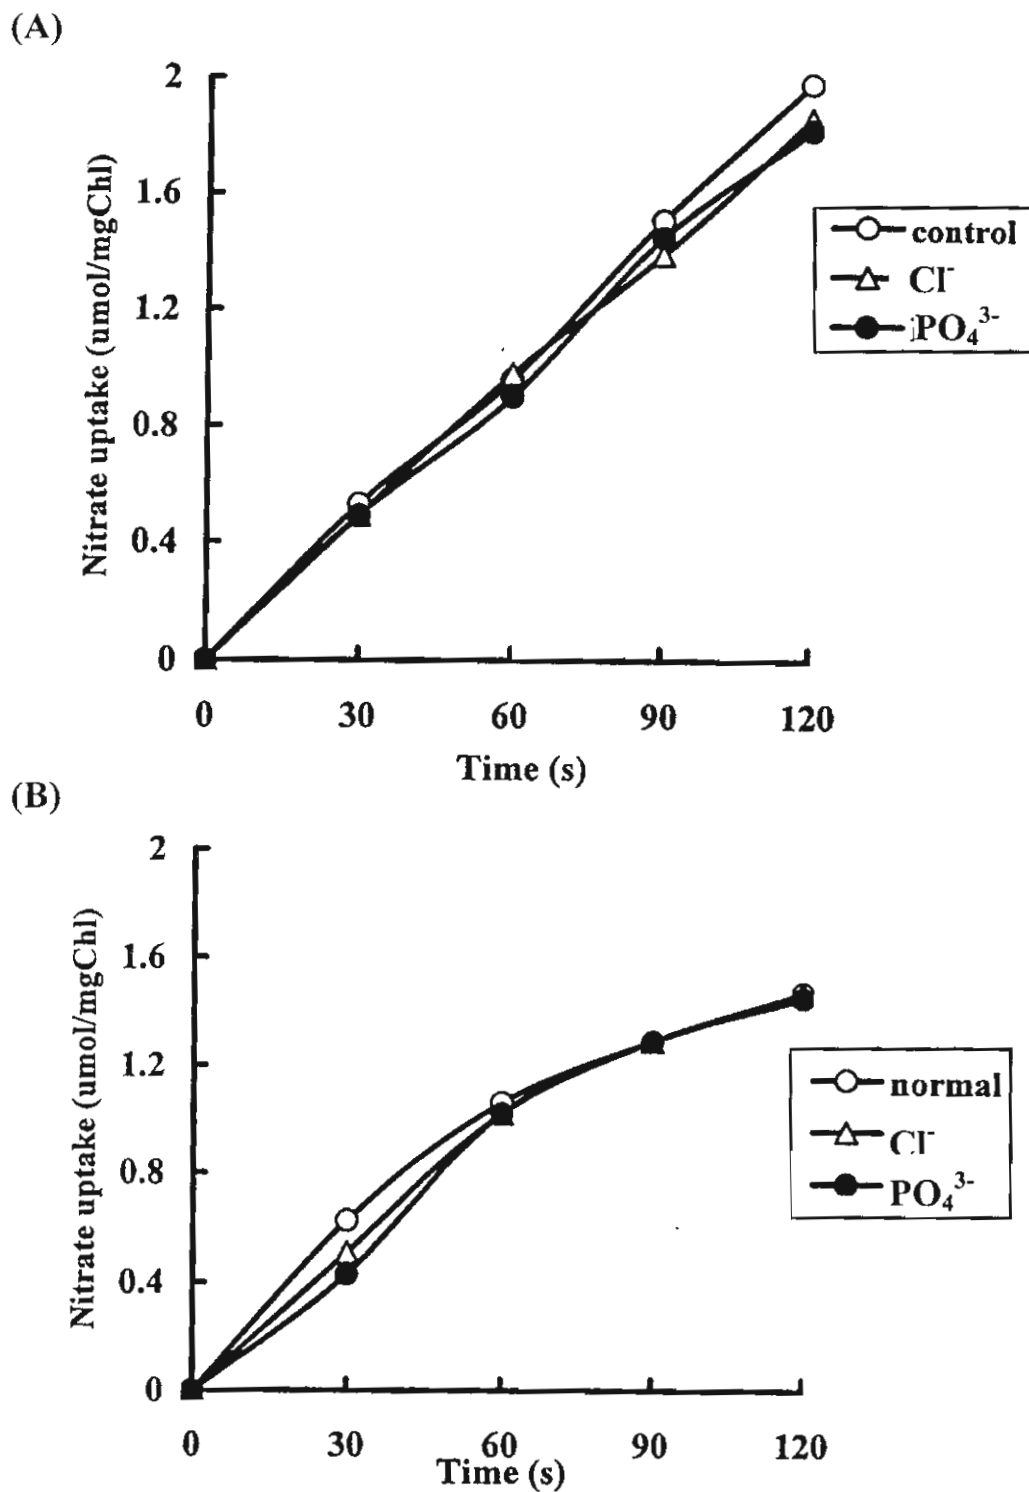 (A)
Nitrate uptake (umol/mgChl)
2
1.6
1.2
0.8
0.4
0
0 30 60 90 120
Time (s)
control
Cl⁻
PO₄³⁻
(B)
Nitrate uptake (umol/mgChl)
2
1.6
1.2
0.8
0.4
0
0 30 60 90 120
Time (s)
normal
Cl⁻
PO₄³⁻